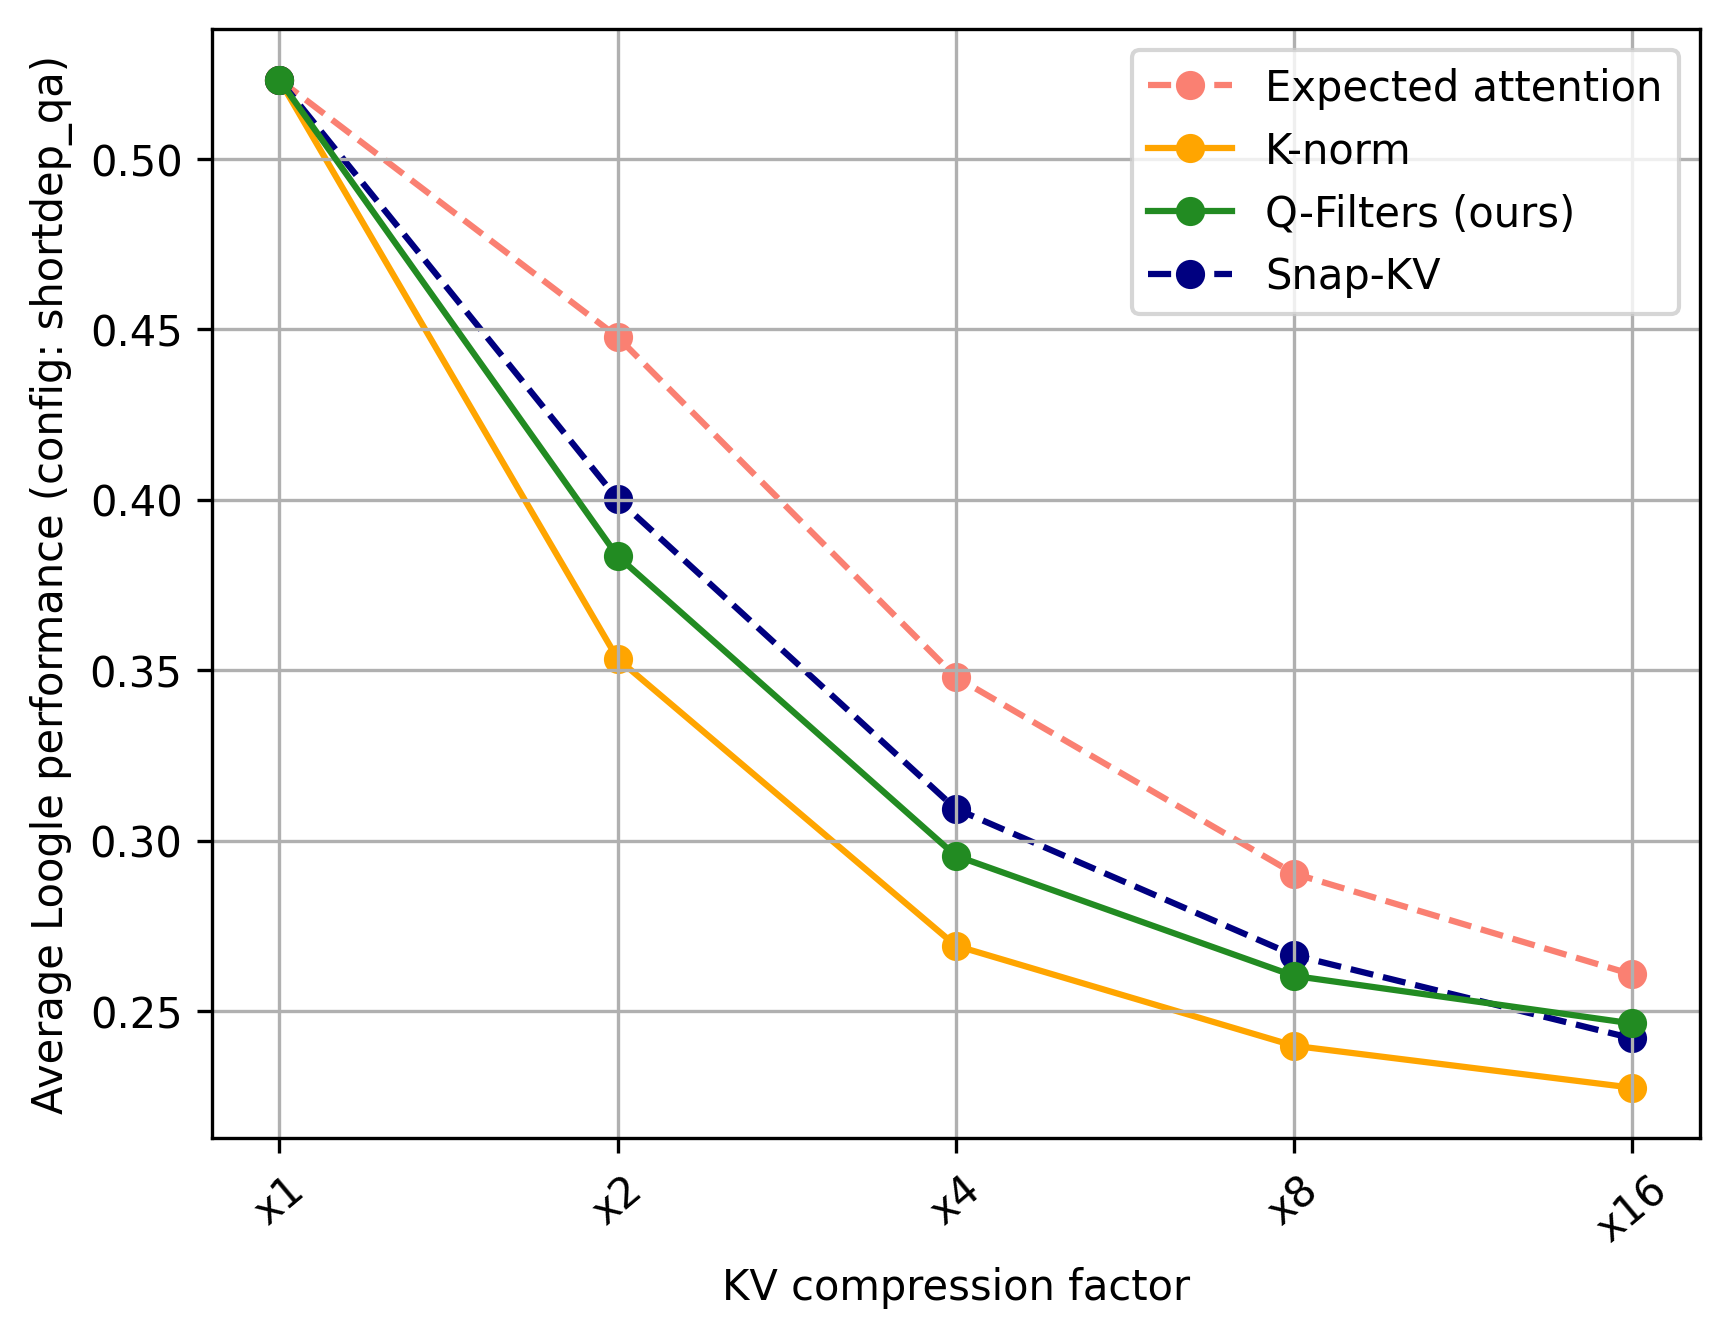 Average Loogle performance (config: shortdep_qa)
0.50
0.45
0.40
0.35
0.30
0.25
Expected attention
K-norm
Q-Filters (ours)
Snap-KV
x1
x2
x4
x8
x16
KV compression factor